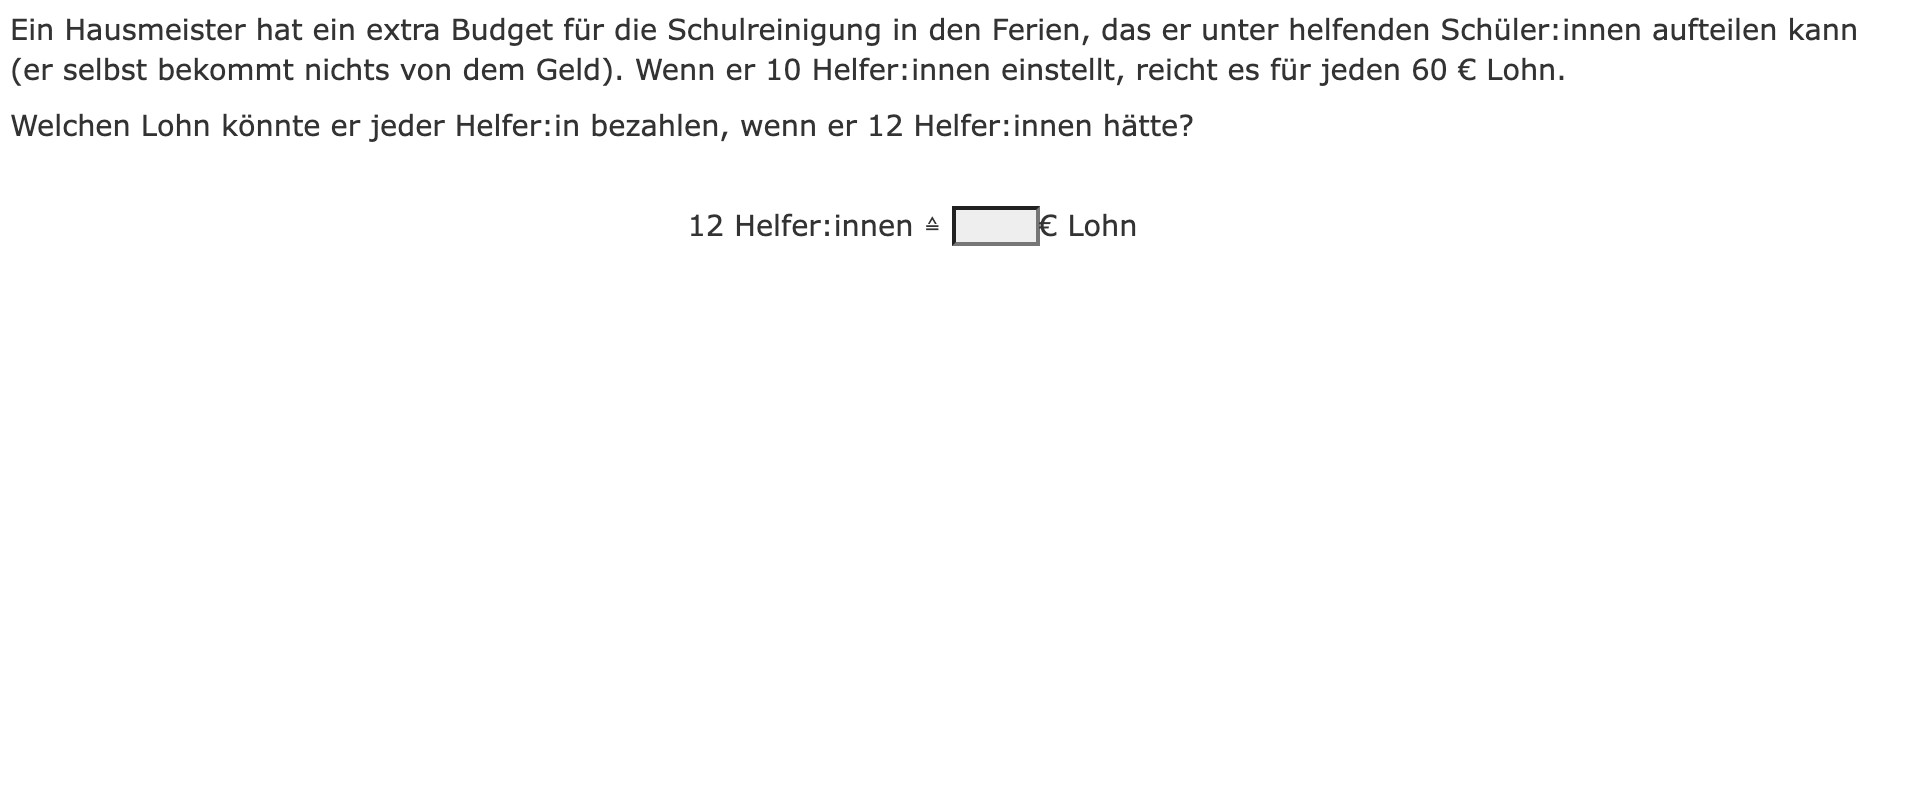 Ein Hausmeister hat ein extra Budget für die Schulreinigung in den Ferien, das er unter helfenden Schüler:innen aufteilen kann
(er selbst bekommt nichts von dem Geld). Wenn er 10 Helfer:innen einstellt, reicht es für jeden 60 € Lohn.
Welchen Lohn könnte er jeder Helfer:in bezahlen, wenn er 12 Helfer:innen hätte?
12 Helfer:innen ≙ € Lohn